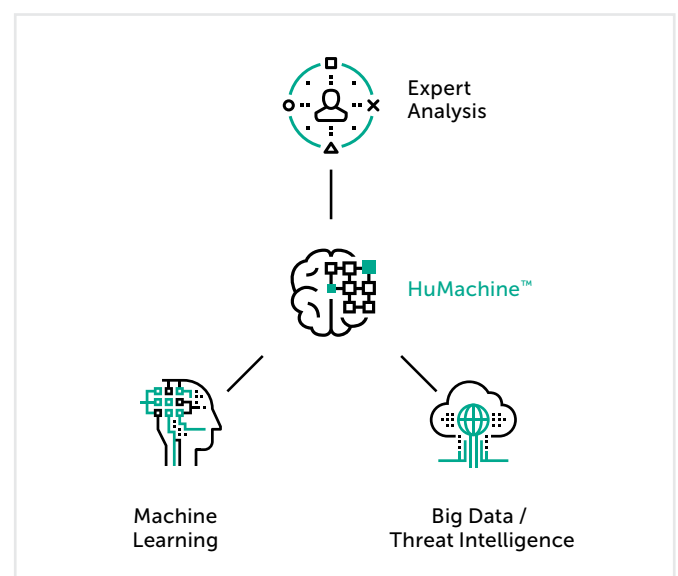 Expert
Analysis
HuMachine™
Machine
Learning
Big Data /
Threat Intelligence